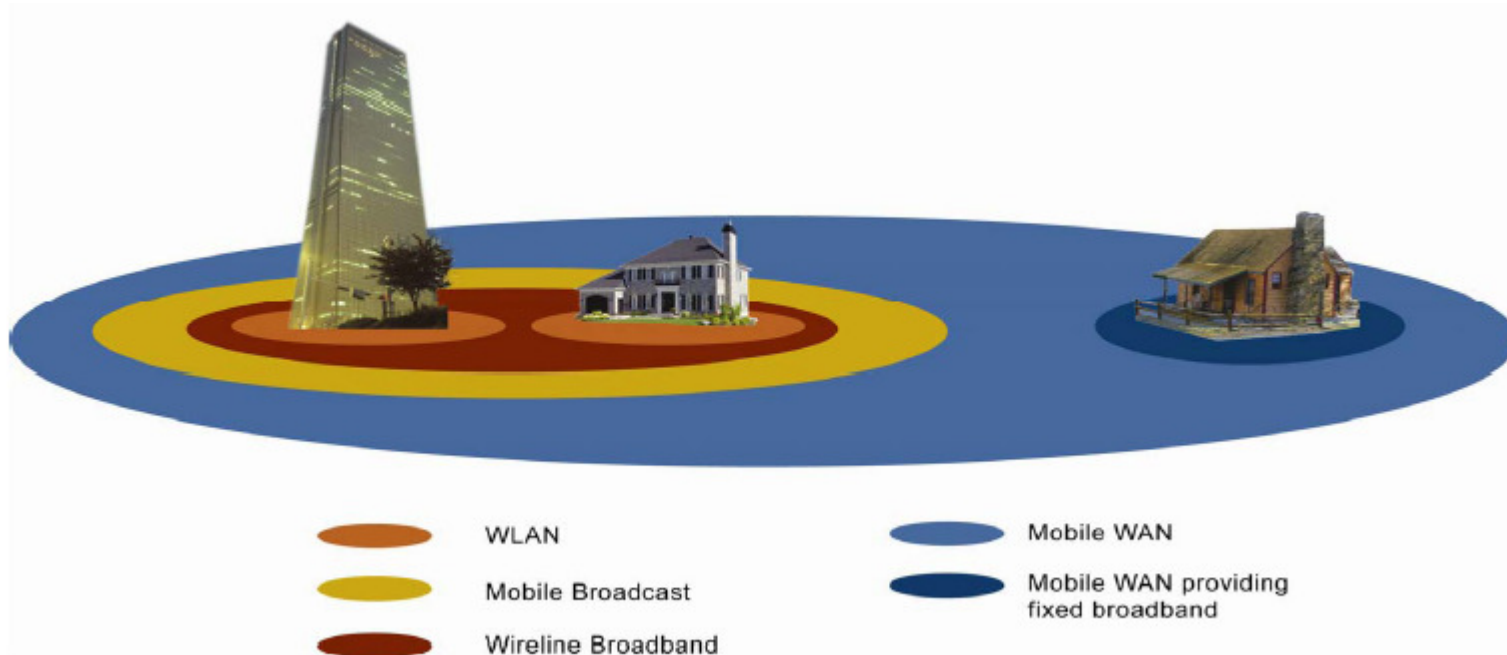 WLAN
Mobile Broadcast
Wireline Broadband
Mobile WAN
Mobile WAN providing
fixed broadband